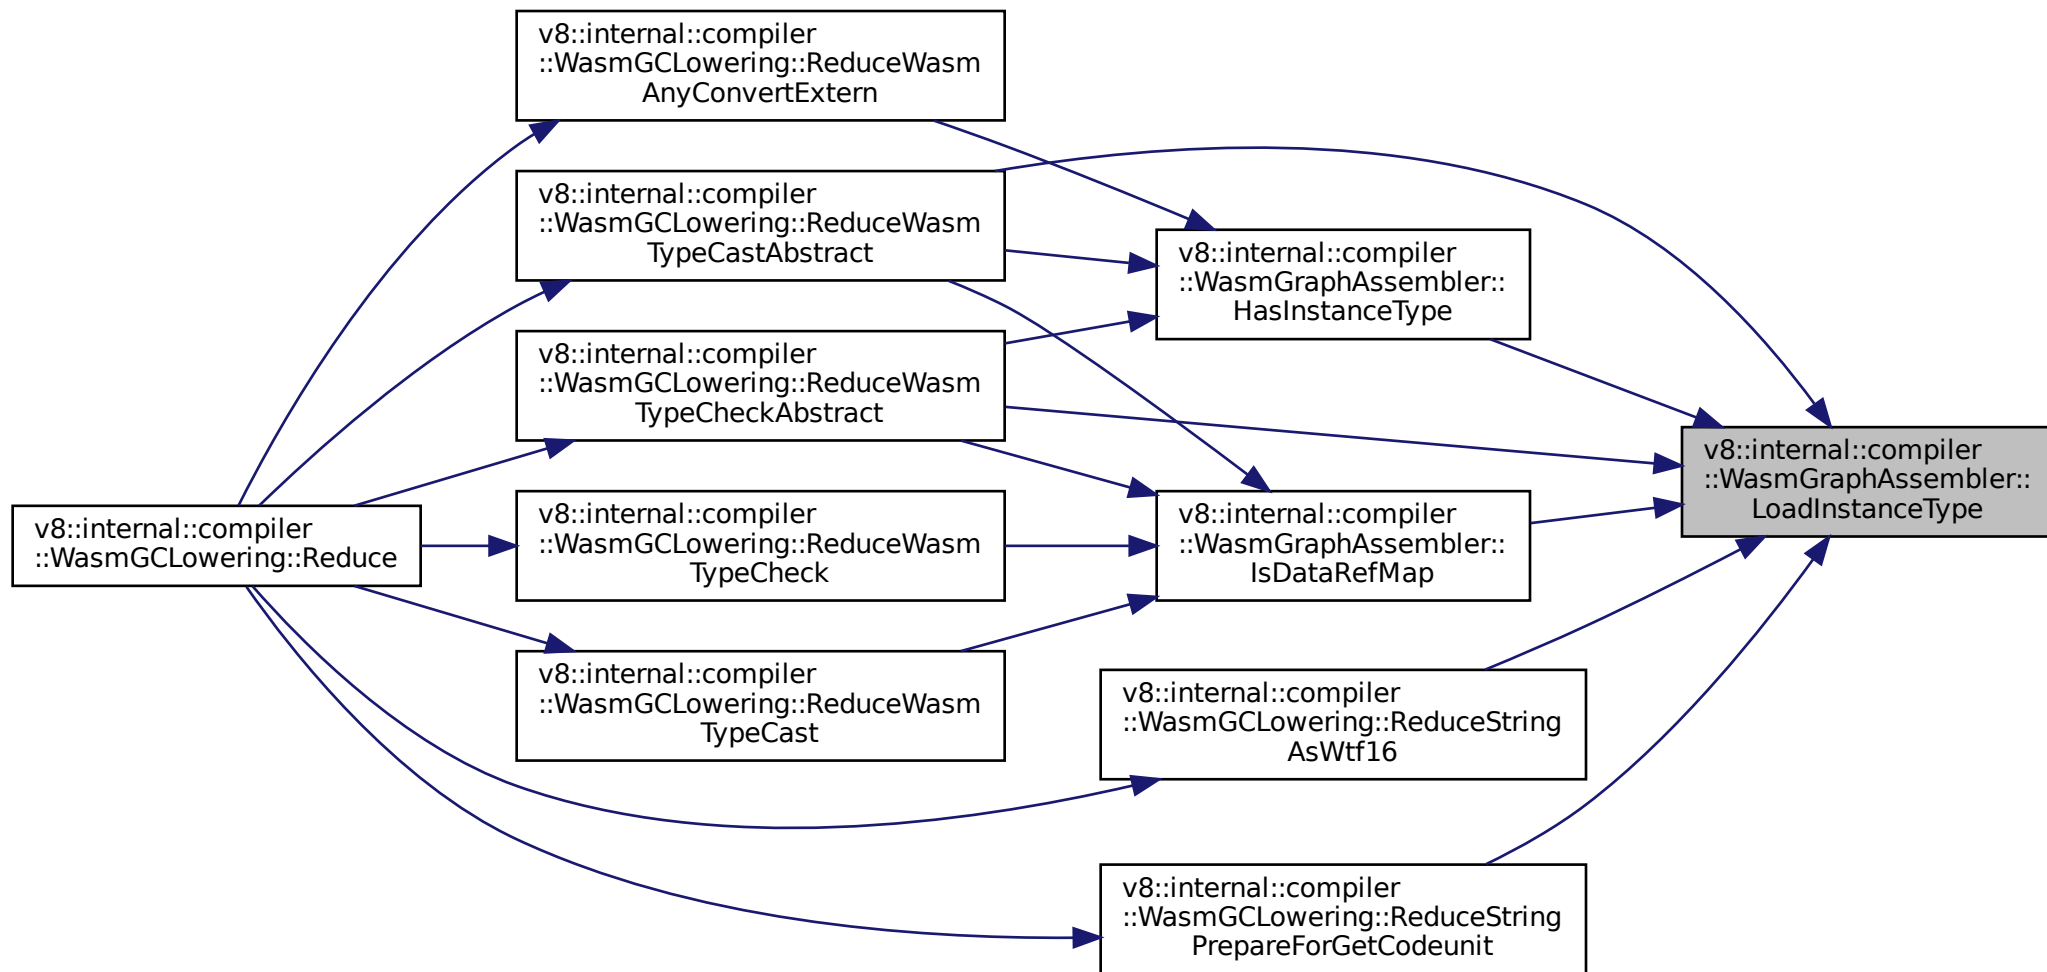 v8::internal::compiler
::WasmGCLowering::ReduceWasm
AnyConvertExtern
v8::internal::compiler
::WasmGCLowering::ReduceWasm
TypeCastAbstract
v8::internal::compiler
::WasmGraphAssembler::
HasInstanceType
v8::internal::compiler
::WasmGCLowering::ReduceWasm
TypeCheckAbstract
v8::internal::compiler
::WasmGraphAssembler::
LoadInstanceType
v8::internal::compiler
::WasmGCLowering::Reduce
v8::internal::compiler
::WasmGCLowering::ReduceWasm
TypeCheck
v8::internal::compiler
::WasmGraphAssembler::
IsDataRefMap
v8::internal::compiler
::WasmGCLowering::ReduceWasm
TypeCast
v8::internal::compiler
::WasmGCLowering::ReduceString
AsWtf16
v8::internal::compiler
::WasmGCLowering::ReduceString
PrepareForGetCodeunit